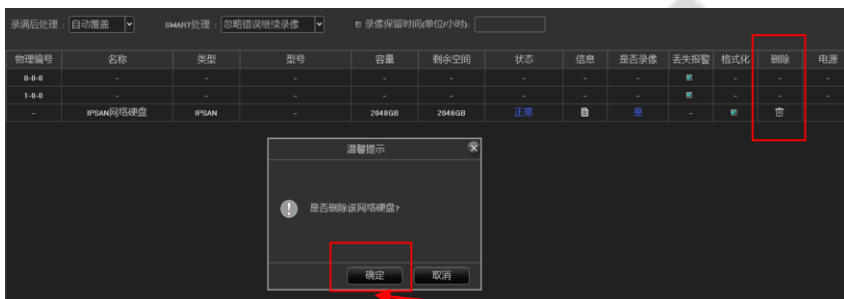 录满后处理 : 自动覆盖 SMART处理 : 忽略错误继续录像 录像保留时间(单位/小时):
物理编号 名称 类型 型号 容量 剩余空间 状态 信息 是否录像 丢失报警 格式化 删除 电源
0-0-0 - - - - - - - - - - -
1-0-0 - - - - - - - - - - -
- IPSAN网络硬盘 IPSAN - 2048GB 2046GB 正常 是 - -
温馨提示
是否删除该网络硬盘?
确定 取消